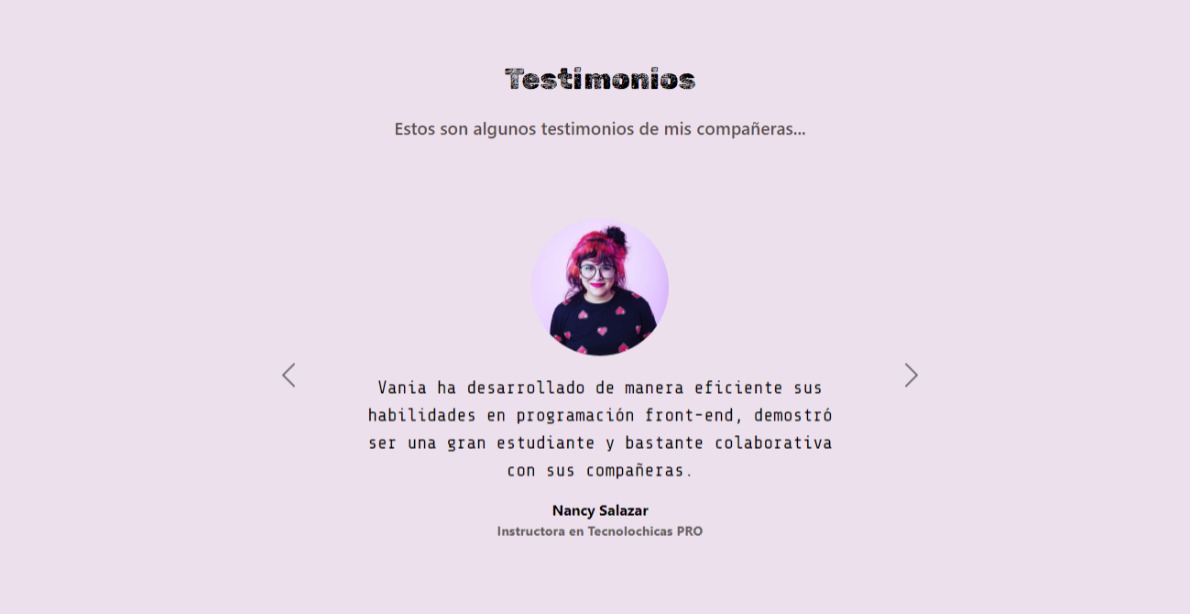 Testimonios
Estos son algunos testimonios de mis compañeras...
Vania ha desarrollado de manera eficiente sus
habilidades en programación front-end, demostró
ser una gran estudiante y bastante colaborativa
con sus compañeras.
Nancy Salazar
Instructora en Tecnolochicas PRO